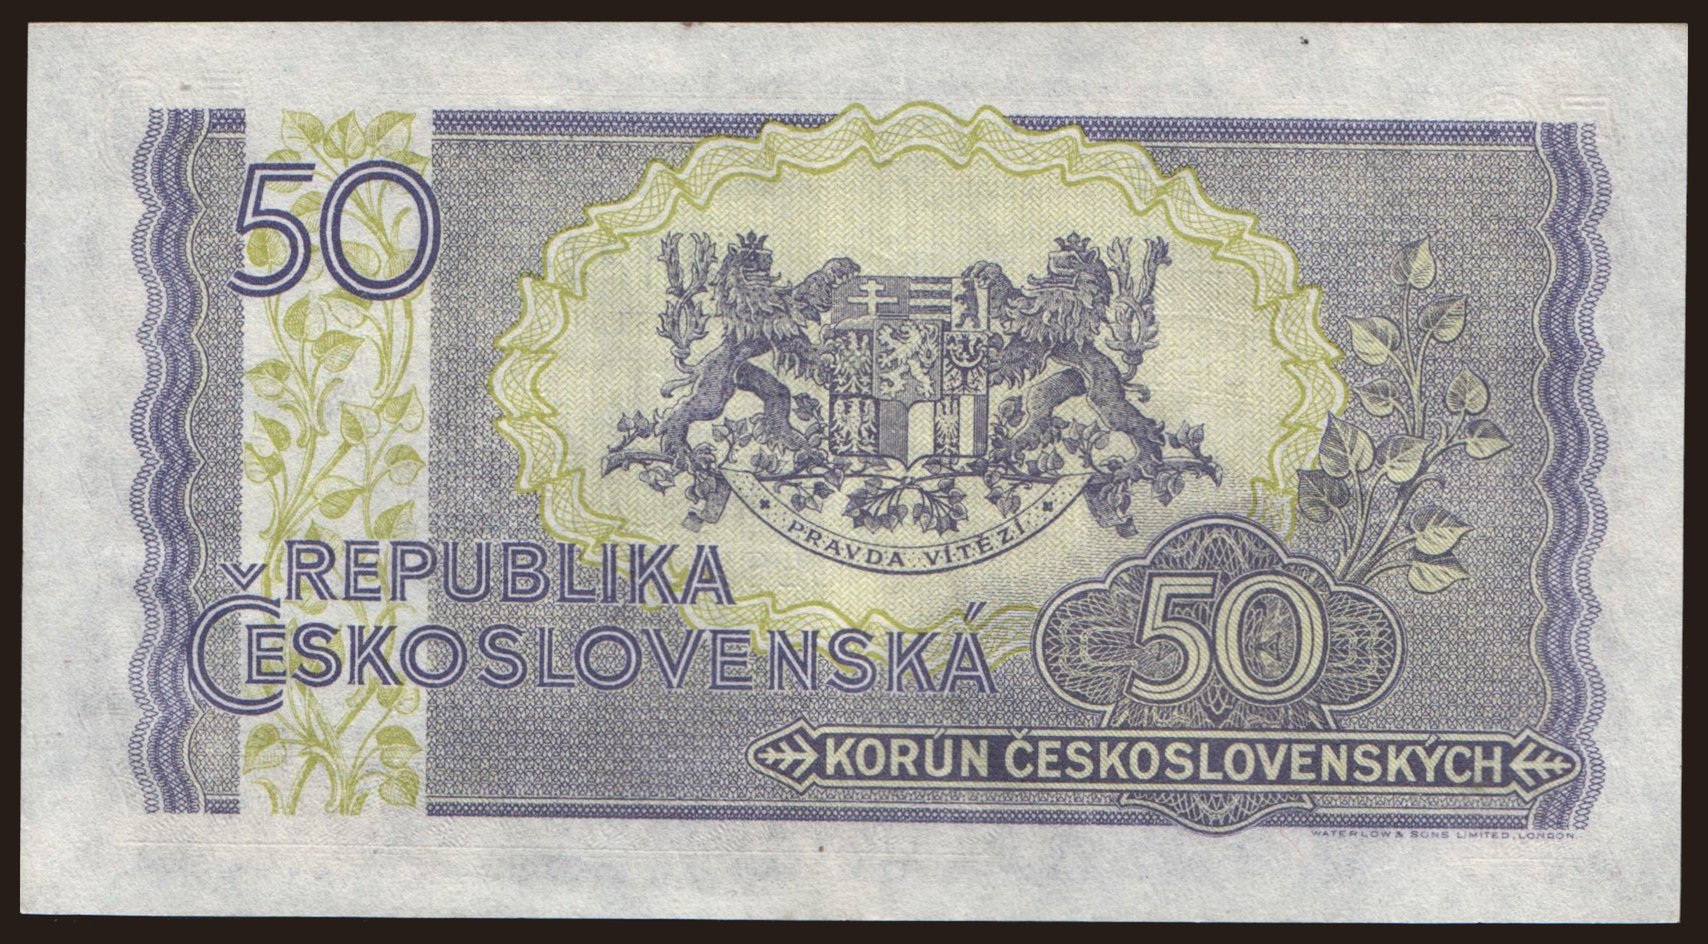 50
PRAVDA VÍTĚZÍ
REPUBLIKA
ČESKOSLOVENSKÁ
50
KORÚN ČESKOSLOVENSKÝCH
WATERLOW & SONS LIMITED, LONDON.